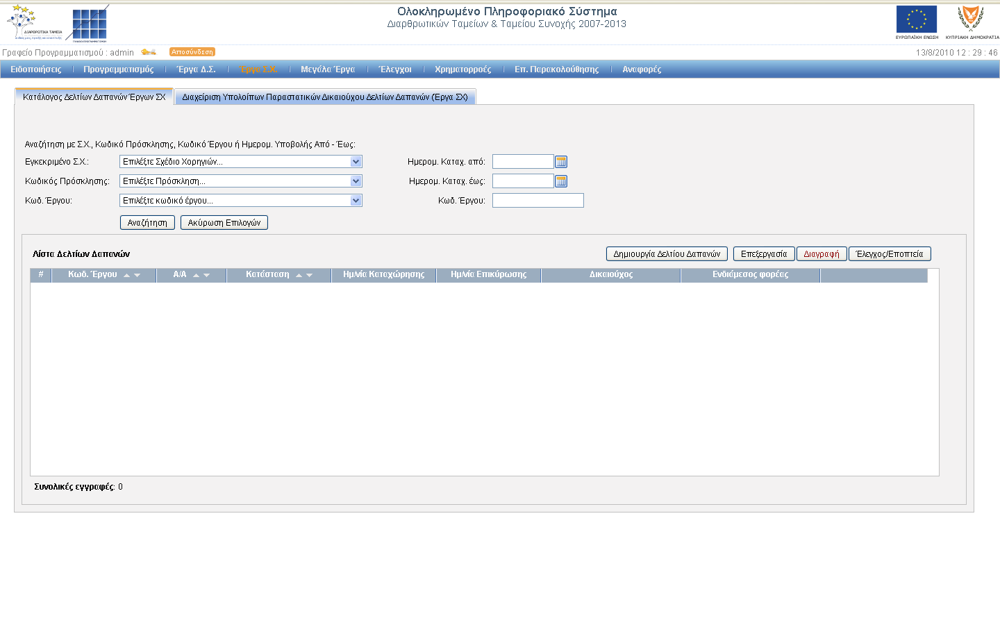 Ολοκληρωμένο Πληροφοριακό Σύστημα
Διαρθρωτικών Ταμείων & Ταμείου Συνοχής 2007-2013
ΔΙΑΡΘΡΩΤΙΚΑ ΤΑΜΕΙΑ
ΕΥΡΩΠΑΪΚΗ ΕΝΩΣΗ
ΚΥΠΡΙΑΚΗ ΔΗΜΟΚΡΑΤΙΑ
Γραφείο Προγραμματισμού : admin
Αποσύνδεση
13/8/2010 12 : 29 : 46
Ειδοποιήσεις Προγραμματισμός Έργα Δ.Σ. Έργα Σ.Χ. Μεγάλα Έργα Έλεγχοι Χρηματορροές Επ. Παρακολούθησης Αναφορές
Κατάλογος Δελτίων Δαπανών Έργων ΣΧ
Διαχείριση Υπολοίπων Παραστατικών Δικαιούχου Δελτίων Δαπανών (Έργα ΣΧ)
Αναζήτηση με Σ.Χ., Κωδικό Πρόσκλησης, Κωδικό Έργου ή Ημερομ. Υποβολής Από - Έως:
Εγκεκριμένο Σ.Χ.: Επιλέξτε Σχέδιο Χορηγιών... Ημερομ. Καταχ. από:
Κωδικός Πρόσκλησης: Επιλέξτε Πρόσκληση... Ημερομ. Καταχ. έως:
Κωδ. Έργου: Επιλέξτε κωδικό έργου... Κωδ. Έργου:
Αναζήτηση Ακύρωση Επιλογών
Λίστα Δελτίων Δαπανών Δημιουργία Δελτίου Δαπανών Επεξεργασία Διαγραφή Έλεγχος/Εποπτεία
# Κωδ. Έργου Α/Α Κατάσταση Ημ/νία Καταχώρησης Ημ/νία Επικύρωσης Δικαιούχος Ενδιάμεσος φορέας
Συνολικές εγγραφές: 0